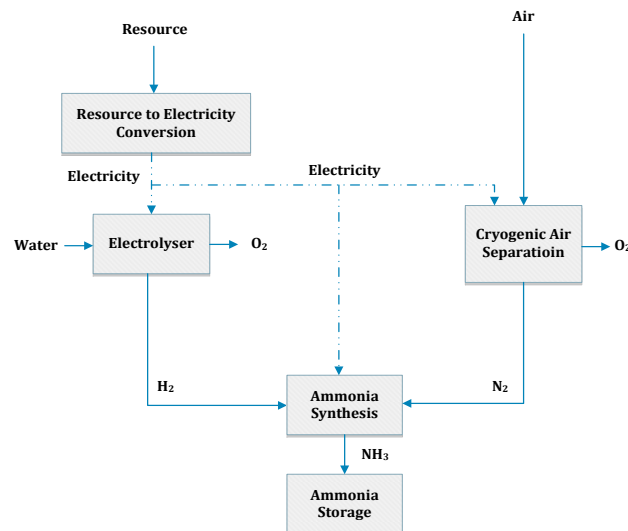 Air
Resource
Resource to Electricity
Conversion
Electricity
Electricity
Water
Electrolyser
O₂
Cryogenic Air
Separatioin
O₂
H₂
Ammonia
Synthesis
N₂
NH₃
Ammonia
Storage